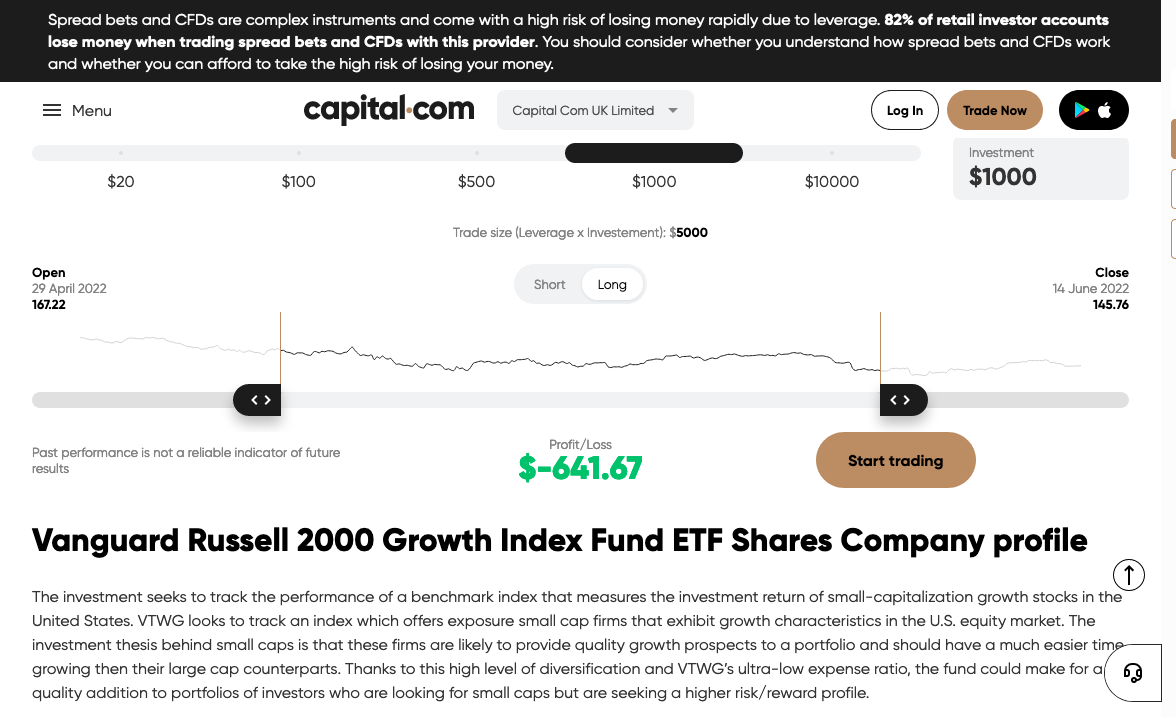 Spread bets and CFDs are complex instruments and come with a high risk of losing money rapidly due to leverage. 82% of retail investor accounts
lose money when trading spread bets and CFDs with this provider. You should consider whether you understand how spread bets and CFDs work
and whether you can afford to take the high risk of losing your money.
Menu
capital.com
Capital Com UK Limited
Log In
Trade Now
$20
$100
$500
$1000
$10000
Investment
$1000
Trade size (Leverage x Investement): $5000
Open
29 April 2022
167.22
Short
Long
Close
14 June 2022
145.76
Past performance is not a reliable indicator of future
results
Profit/Loss
$-641.67
Start trading
Vanguard Russell 2000 Growth Index Fund ETF Shares Company profile
The investment seeks to track the performance of a benchmark index that measures the investment return of small-capitalization growth stocks in the
United States. VTWG looks to track an index which offers exposure small cap firms that exhibit growth characteristics in the U.S. equity market. The
investment thesis behind small caps is that these firms are likely to provide quality growth prospects to a portfolio and should have a much easier time
growing then their large cap counterparts. Thanks to this high level of diversification and VTWG's ultra-low expense ratio, the fund could make for a
quality addition to portfolios of investors who are looking for small caps but are seeking a higher risk/reward profile.